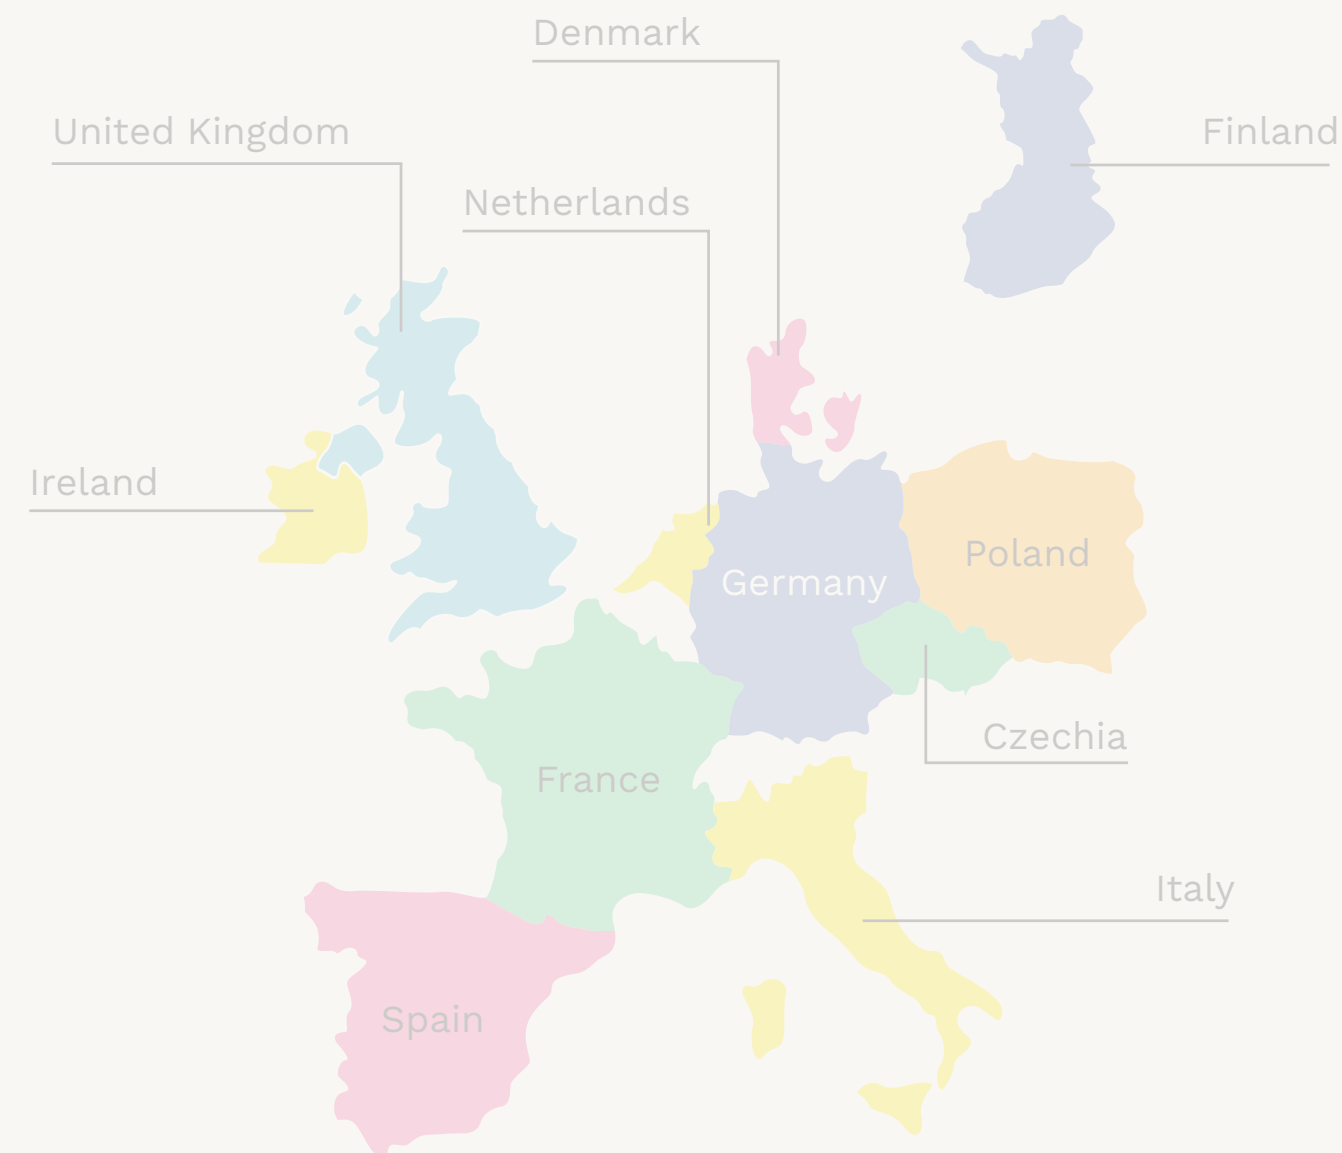 Denmark
United Kingdom
Finland
Netherlands
Ireland
Poland
Germany
Czechia
France
Italy
Spain